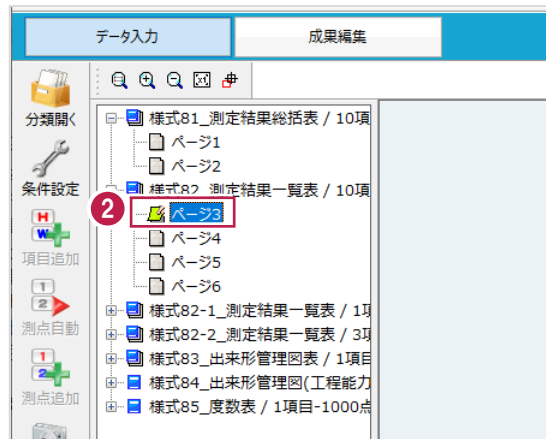 データ入力
成果編集
分類開く
条件設定
項目追加
測点自動
測点追加
様式81_測定結果総括表 / 10項
ページ1
ページ2
様式82_測定結果一覧表 / 10項
2
ページ3
ページ4
ページ5
ページ6
様式82-1_測定結果一覧表 / 1項
様式82-2_測定結果一覧表 / 3項
様式83_出来形管理図表 / 1項目
様式84_出来形管理図(工程能力
様式85_度数表 / 1項目-1000点